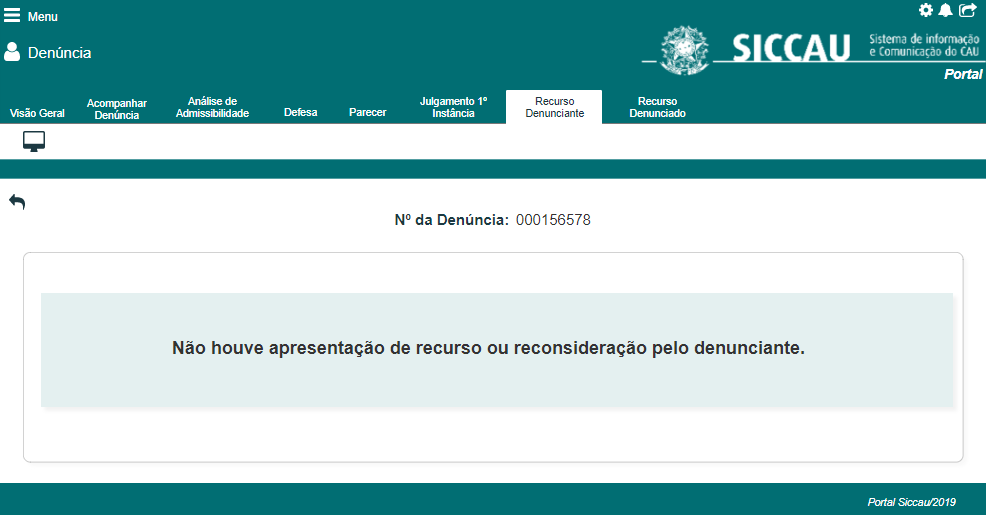 Menu
Denúncia
SICCAU
Sistema de informação
e Comunicação do CAU
Portal
Visão Geral
Acompanhar
Denúncia
Análise de
Admissibilidade
Defesa
Parecer
Julgamento 1º
Instância
Recurso
Denunciante
Recurso
Denunciado
Nº da Denúncia: 000156578
Não houve apresentação de recurso ou reconsideração pelo denunciante.
Portal Siccau/2019